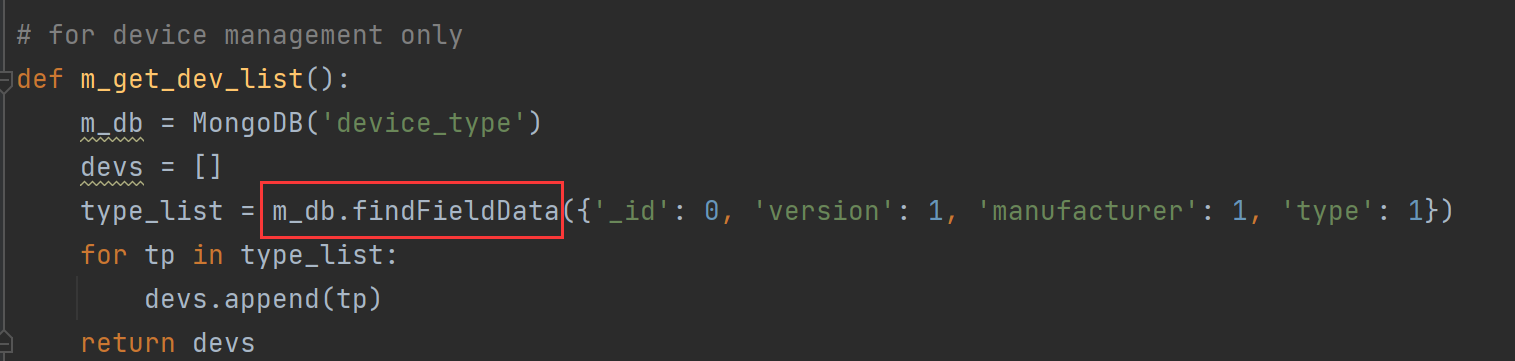 # for device management only
def m_get_dev_list():
    m_db = MongoDB('device_type')
    devs = []
    type_list = m_db.findFieldData({'_id': 0, 'version': 1, 'manufacturer': 1, 'type': 1})
    for tp in type_list:
        devs.append(tp)
    return devs